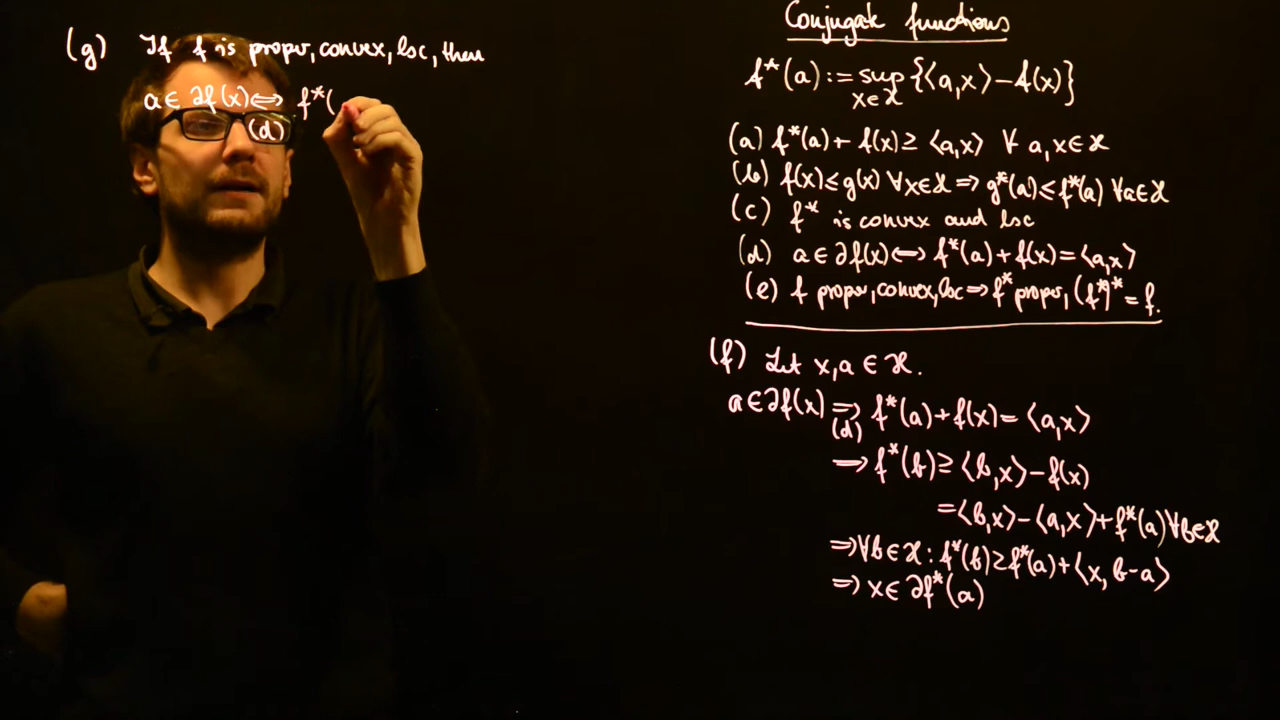 (g) If f is proper, convex, lsc, then
a ∈ ∂f(x) ⟺ f*(
(d)
Conjugate functions
f*(a) := sup {⟨a,x⟩ − f(x)}
x∈𝓗
(a) f*(a) + f(x) ≥ ⟨a,x⟩ ∀ a,x ∈ 𝓗
(b) f(x) ≤ g(x) ∀x∈𝓗 ⟹ g*(a) ≤ f*(a) ∀a∈𝓗
(c) f* is convex and lsc
(d) a ∈ ∂f(x) ⟺ f*(a) + f(x) = ⟨a,x⟩
(e) f proper, convex, lsc ⟹ f* proper, (f*)* = f.
(f) Let x,a ∈ 𝓗.
a ∈ ∂f(x) ⟹ f*(a) + f(x) = ⟨a,x⟩
(d)
⟹ f*(b) ≥ ⟨b,x⟩ − f(x)
= ⟨b,x⟩ − ⟨a,x⟩ + f*(a) ∀b∈𝓗
⟹ ∀b ∈ 𝓗 : f*(b) ≥ f*(a) + ⟨x, b−a⟩
⟹ x ∈ ∂f*(a)